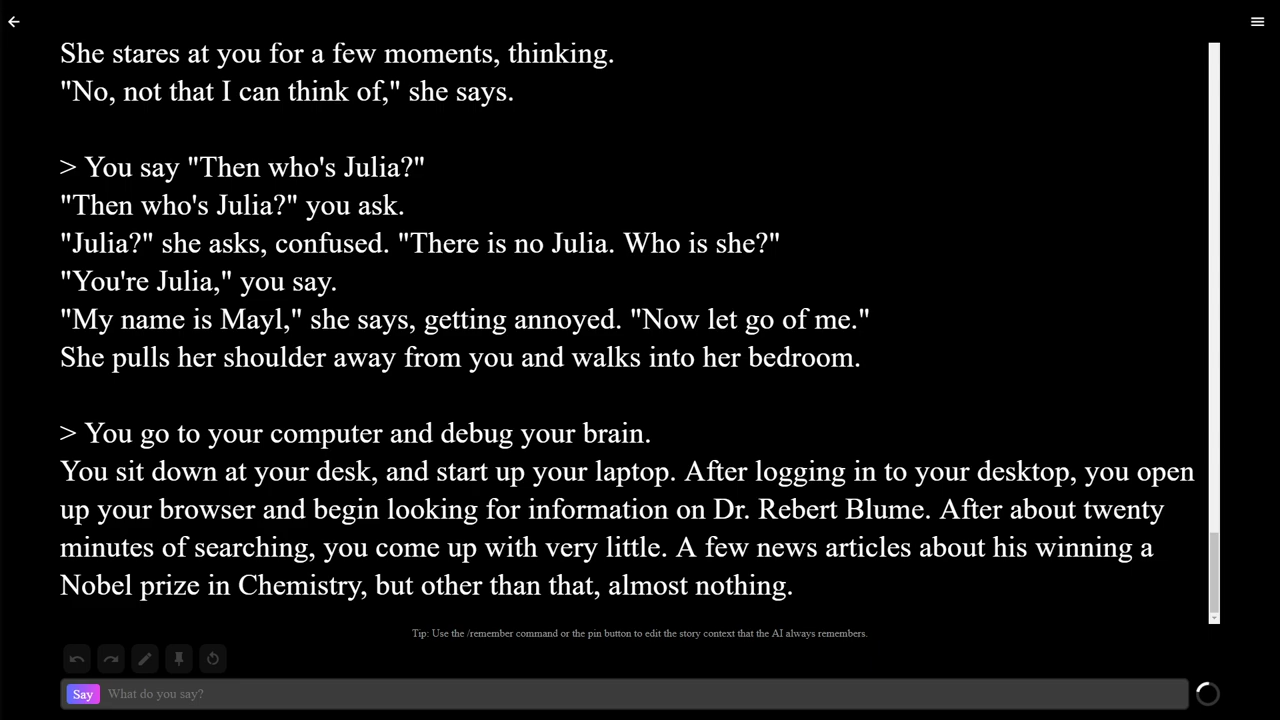 She stares at you for a few moments, thinking.
"No, not that I can think of," she says.
> You say "Then who's Julia?"
"Then who's Julia?" you ask.
"Julia?" she asks, confused. "There is no Julia. Who is she?"
"You're Julia," you say.
"My name is Mayl," she says, getting annoyed. "Now let go of me."
She pulls her shoulder away from you and walks into her bedroom.
> You go to your computer and debug your brain.
You sit down at your desk, and start up your laptop. After logging in to your desktop, you open
up your browser and begin looking for information on Dr. Rebert Blume. After about twenty
minutes of searching, you come up with very little. A few news articles about his winning a
Nobel prize in Chemistry, but other than that, almost nothing.
Tip: Use the /remember command or the pin button to edit the story context that the AI always remembers.
Say What do you say?